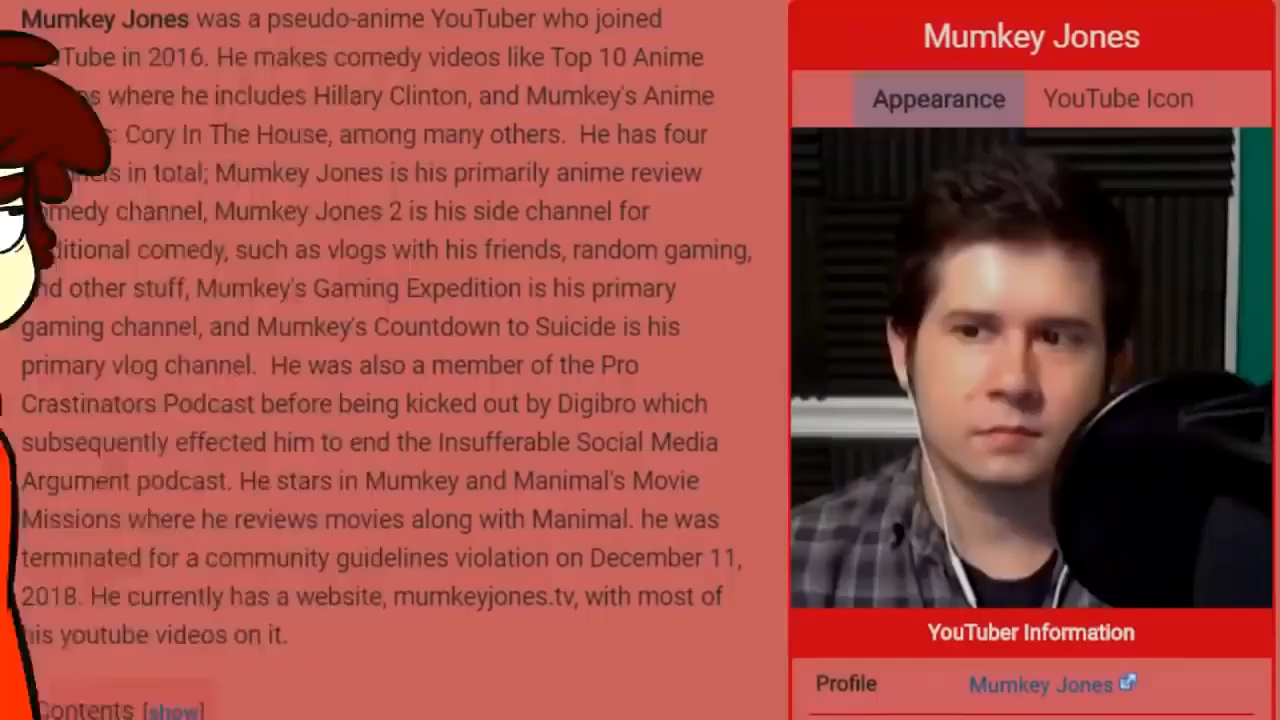 Mumkey Jones was a pseudo-anime YouTuber who joined
Tube in 2016. He makes comedy videos like Top 10 Anime
s where he includes Hillary Clinton, and Mumkey's Anime
: Cory In The House, among many others. He has four
els in total; Mumkey Jones is his primarily anime review
medy channel, Mumkey Jones 2 is his side channel for
ditional comedy, such as vlogs with his friends, random gaming,
nd other stuff, Mumkey's Gaming Expedition is his primary
gaming channel, and Mumkey's Countdown to Suicide is his
primary vlog channel. He was also a member of the Pro
Crastinators Podcast before being kicked out by Digibro which
subsequently effected him to end the Insufferable Social Media
Argument podcast. He stars in Mumkey and Manimal's Movie
Missions where he reviews movies along with Manimal. he was
terminated for a community guidelines violation on December 11,
2018. He currently has a website, mumkeyjones.tv, with most of
his youtube videos on it.
Contents [show]
Mumkey Jones
Appearance YouTube Icon
YouTuber Information
Profile Mumkey Jones